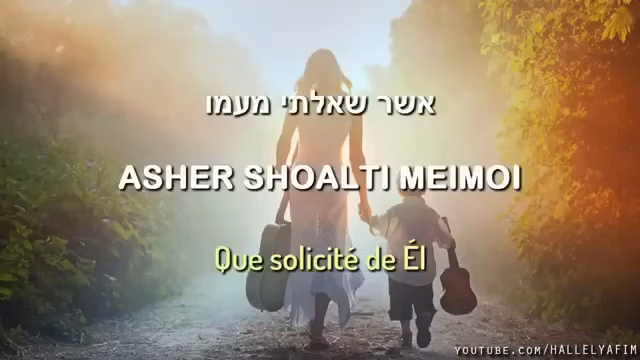 אשר שאלתי מעמו
ASHER SHOALTI MEIMOI
Que solicité de Él
YOUTUBE.COM/HALLELYAFIM